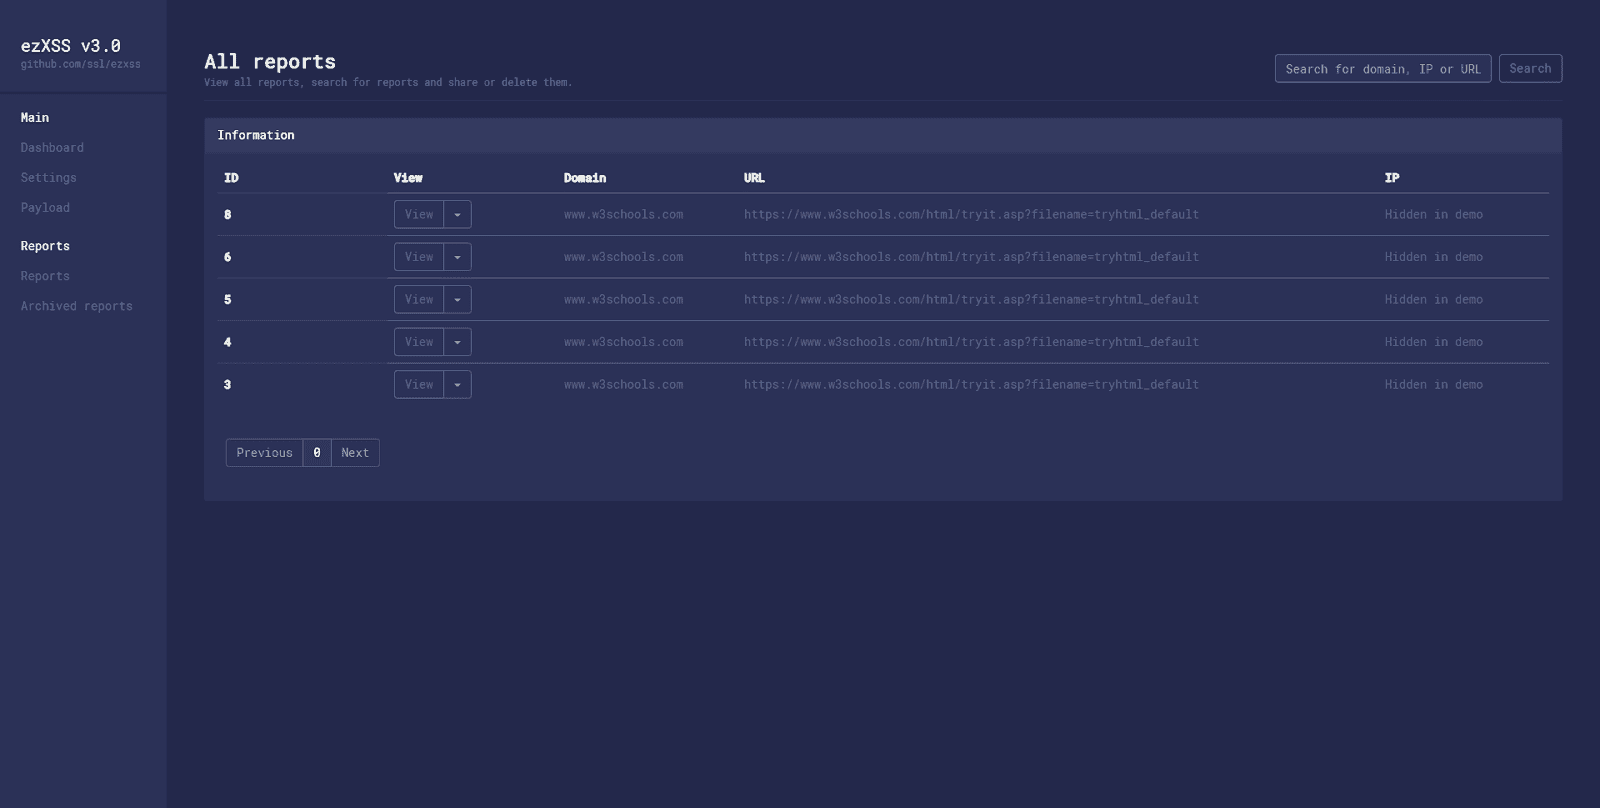 ezXSS v3.0
github.com/ssl/ezxss
Main
Dashboard
Settings
Payload
Reports
Reports
Archived reports
All reports
View all reports, search for reports and share or delete them.
Search for domain, IP or URL Search
Information
ID View Domain URL IP
8 View www.w3schools.com https://www.w3schools.com/html/tryit.asp?filename=tryhtml_default Hidden in demo
6 View www.w3schools.com https://www.w3schools.com/html/tryit.asp?filename=tryhtml_default Hidden in demo
5 View www.w3schools.com https://www.w3schools.com/html/tryit.asp?filename=tryhtml_default Hidden in demo
4 View www.w3schools.com https://www.w3schools.com/html/tryit.asp?filename=tryhtml_default Hidden in demo
3 View www.w3schools.com https://www.w3schools.com/html/tryit.asp?filename=tryhtml_default Hidden in demo
Previous 0 Next